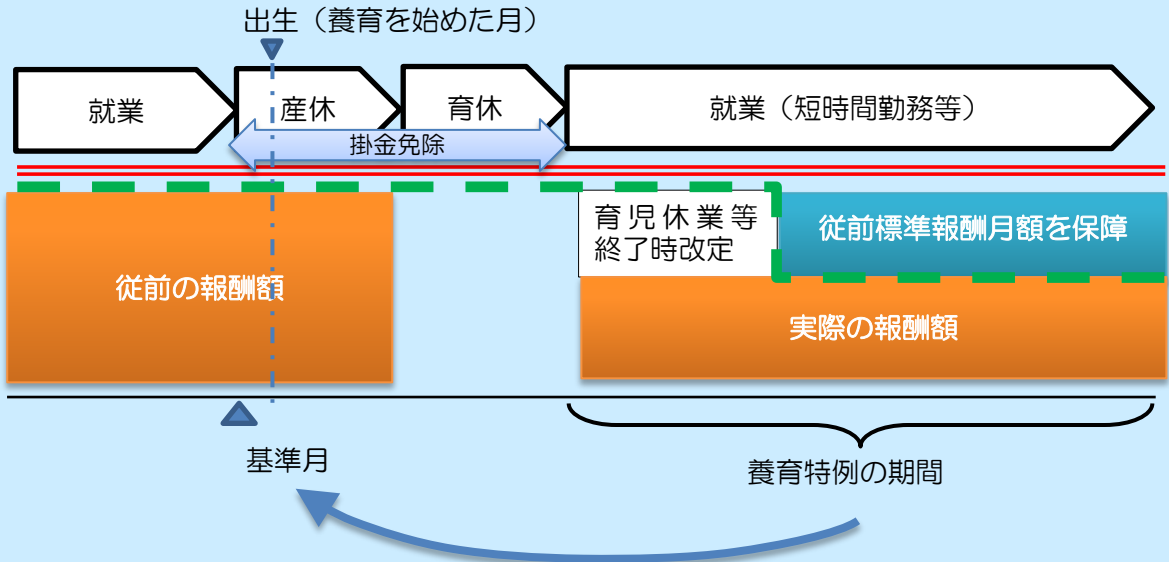 出生（養育を始めた月）
就業
産休
育休
就業（短時間勤務等）
掛金免除
育児休業等
終了時改定
従前標準報酬月額を保障
従前の報酬額
実際の報酬額
基準月
養育特例の期間